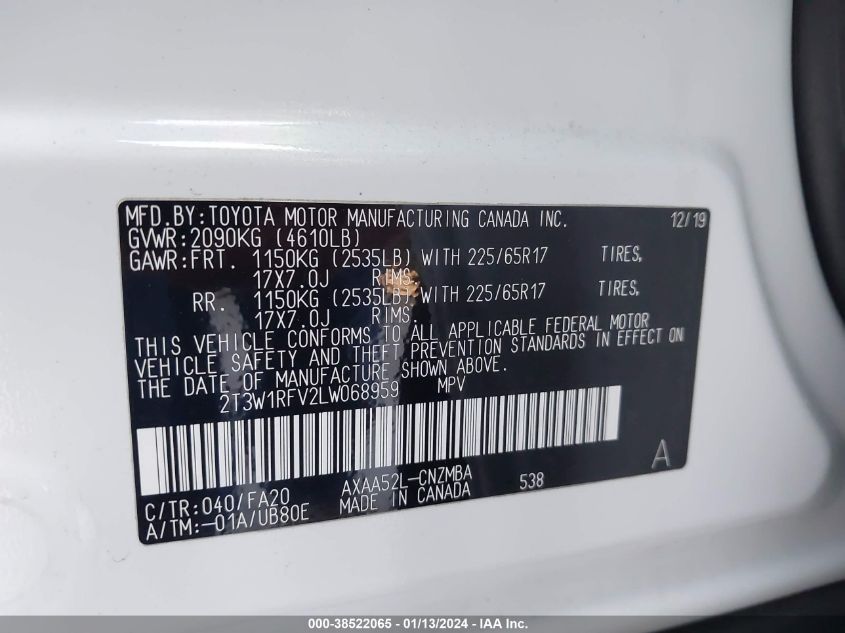 MFD.BY:TOYOTA MOTOR MANUFACTURING CANADA INC. 12/19
GVWR:2090KG (4610LB)
GAWR:FRT. 1150KG (2535LB) WITH 225/65R17 TIRES,
17X7.0J RIMS,
RR. 1150KG (2535LB) WITH 225/65R17 TIRES,
17X7.0J RIMS.
THIS VEHICLE CONFORMS TO ALL APPLICABLE FEDERAL MOTOR
VEHICLE SAFETY AND THEFT PREVENTION STANDARDS IN EFFECT ON
THE DATE OF MANUFACTURE SHOWN ABOVE.
2T3W1RFV2LW068959 MPV
A
C/TR:040/FA20 AXAA52L-CNZMBA 538
A/TM:-01A/UB80E MADE IN CANADA
000-38522065 - 01/13/2024 - IAA Inc.